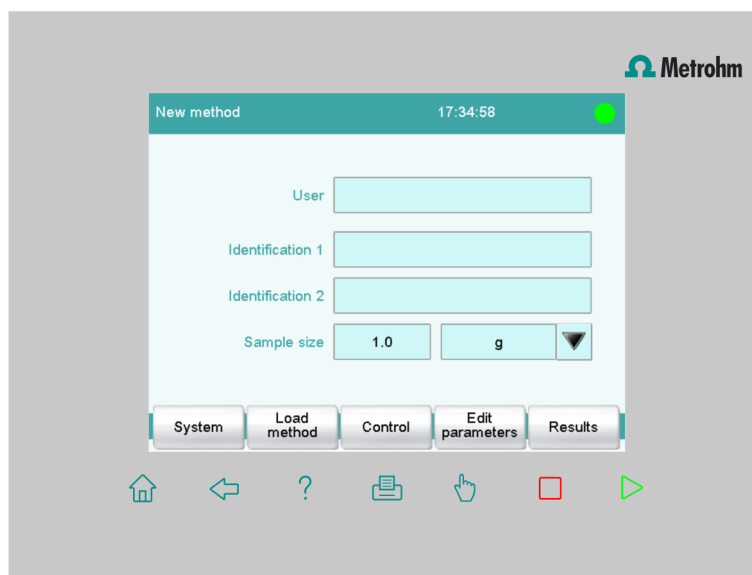 Metrohm
New method 17:34:58
User
Identification 1
Identification 2
Sample size 1.0 g
System Load method Control Edit parameters Results
?